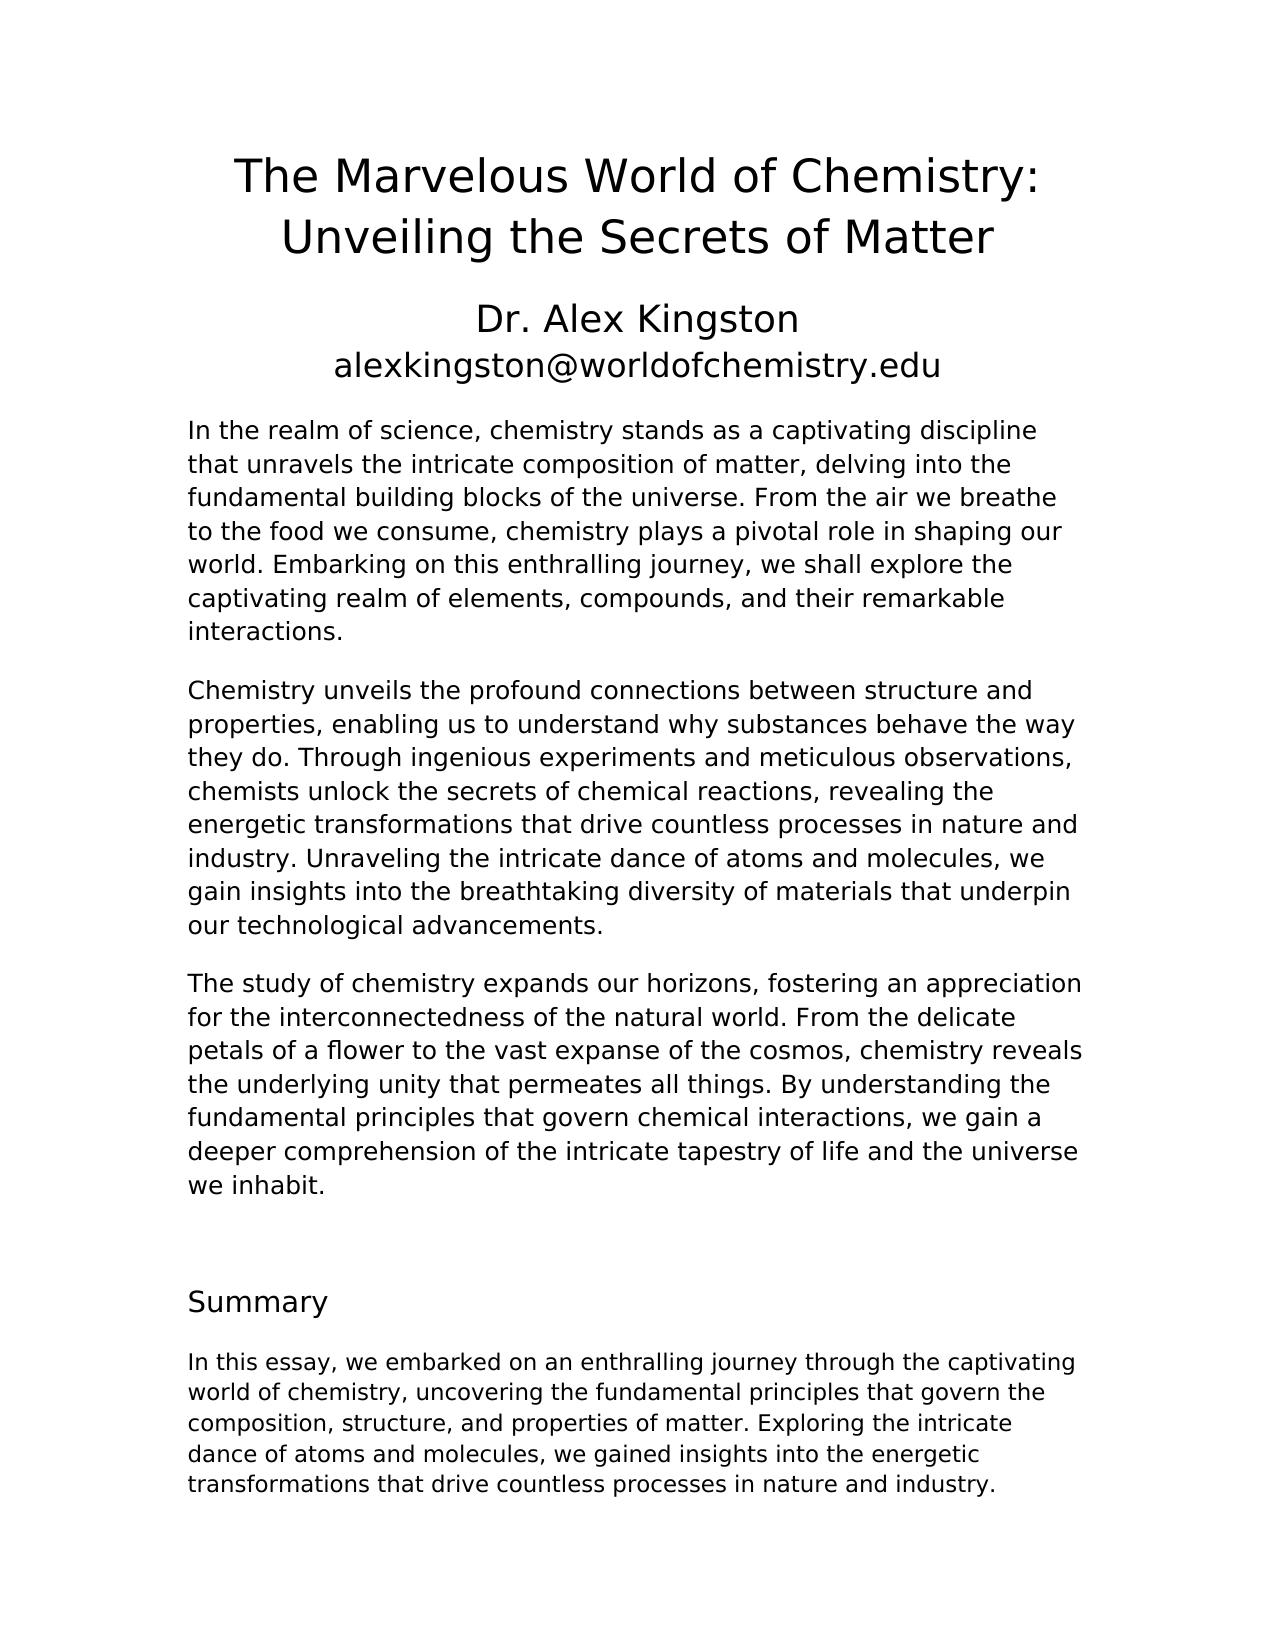 The Marvelous World of Chemistry:
Unveiling the Secrets of Matter
Dr. Alex Kingston
alexkingston@worldofchemistry.edu
In the realm of science, chemistry stands as a captivating discipline
that unravels the intricate composition of matter, delving into the
fundamental building blocks of the universe. From the air we breathe
to the food we consume, chemistry plays a pivotal role in shaping our
world. Embarking on this enthralling journey, we shall explore the
captivating realm of elements, compounds, and their remarkable
interactions.
Chemistry unveils the profound connections between structure and
properties, enabling us to understand why substances behave the way
they do. Through ingenious experiments and meticulous observations,
chemists unlock the secrets of chemical reactions, revealing the
energetic transformations that drive countless processes in nature and
industry. Unraveling the intricate dance of atoms and molecules, we
gain insights into the breathtaking diversity of materials that underpin
our technological advancements.
The study of chemistry expands our horizons, fostering an appreciation
for the interconnectedness of the natural world. From the delicate
petals of a flower to the vast expanse of the cosmos, chemistry reveals
the underlying unity that permeates all things. By understanding the
fundamental principles that govern chemical interactions, we gain a
deeper comprehension of the intricate tapestry of life and the universe
we inhabit.
Summary
In this essay, we embarked on an enthralling journey through the captivating
world of chemistry, uncovering the fundamental principles that govern the
composition, structure, and properties of matter. Exploring the intricate
dance of atoms and molecules, we gained insights into the energetic
transformations that drive countless processes in nature and industry.